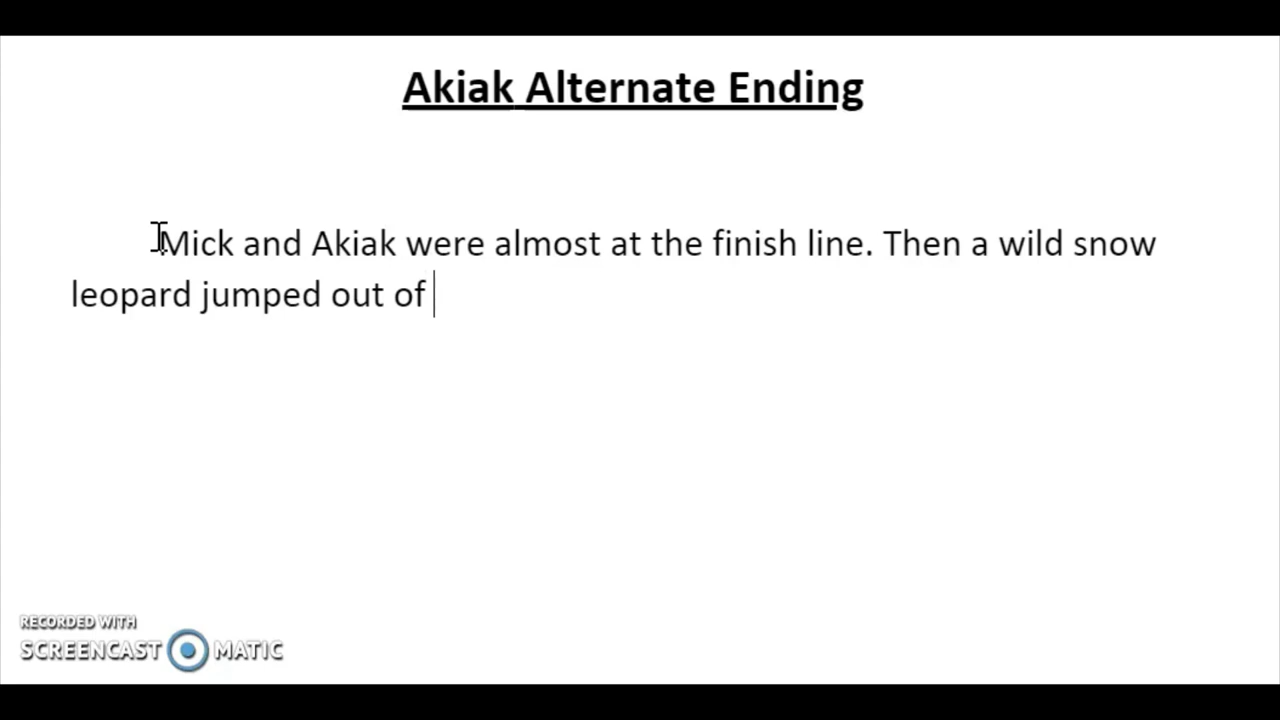 Akiak Alternate Ending
Mick and Akiak were almost at the finish line. Then a wild snow
leopard jumped out of
RECORDED WITH
SCREENCAST MATIC